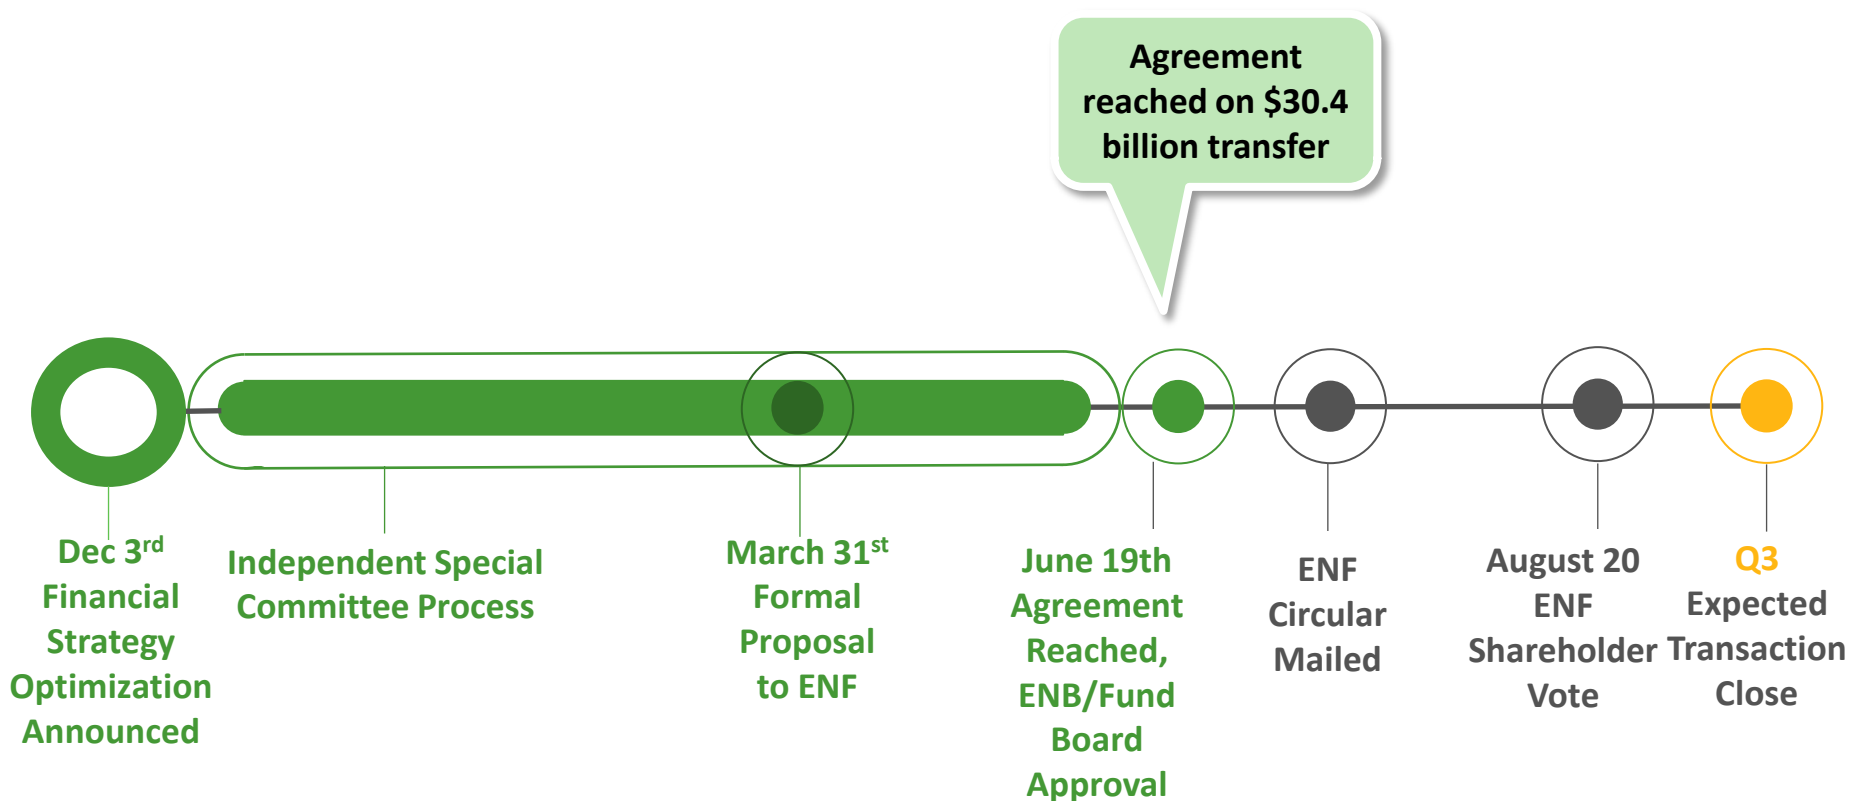 Agreement
reached on $30.4
billion transfer
Dec 3rd
Financial
Strategy
Optimization
Announced
Independent Special
Committee Process
March 31st
Formal
Proposal
to ENF
June 19th
Agreement
Reached,
ENB/Fund
Board
Approval
ENF
Circular
Mailed
August 20
ENF
Shareholder
Vote
Q3
Expected
Transaction
Close